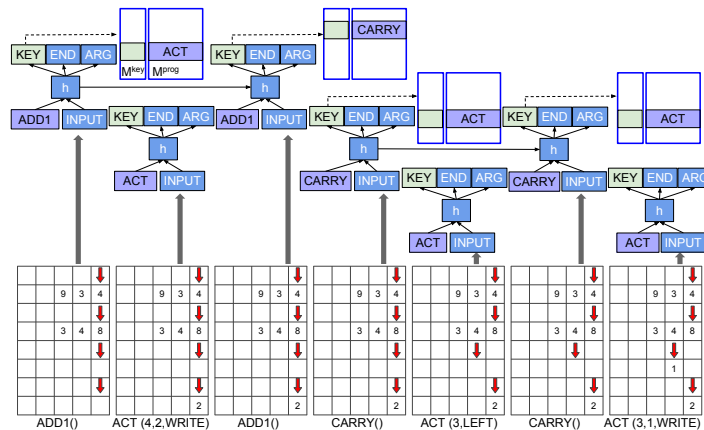 CARRY
KEY END ARG
ACT
KEY END ARG
M^key M^prog
h
h
ADD1 INPUT
KEY END ARG
ADD1 INPUT
KEY END ARG
ACT
KEY END ARG
ACT
h
h
h
ACT INPUT
CARRY INPUT
KEY END ARG
CARRY INPUT
KEY END ARG
h
h
ACT INPUT
ACT INPUT
9 3 4 9 3 4 9 3 4 9 3 4 9 3 4 9 3 4 9 3 4
3 4 8 3 4 8 3 4 8 3 4 8 3 4 8 3 4 8 3 4 8
1
2 2 2 2 2 2
ADD1() ACT (4,2,WRITE) ADD1() CARRY() ACT (3,LEFT) CARRY() ACT (3,1,WRITE)